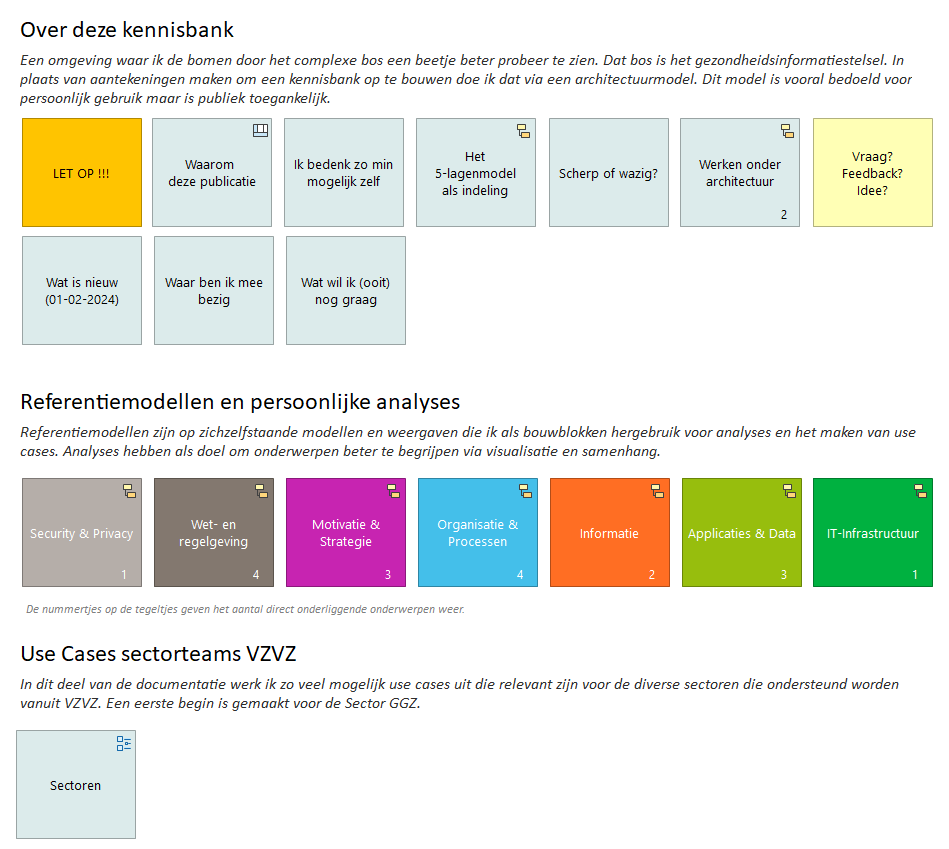 Over deze kennisbank
Een omgeving waar ik de bomen door het complexe bos een beetje beter probeer te zien. Dat bos is het gezondheidsinformatiestelsel. In
plaats van aantekeningen maken om een kennisbank op te bouwen doe ik dat via een architectuurmodel. Dit model is vooral bedoeld voor
persoonlijk gebruik maar is publiek toegankelijk.
LET OP !!!
Waarom
deze publicatie
Ik bedenk zo min
mogelijk zelf
Het
5-lagenmodel
als indeling
Scherp of wazig?
Werken onder
architectuur
2
Vraag?
Feedback?
Idee?
Wat is nieuw
(01-02-2024)
Waar ben ik mee
bezig
Wat wil ik (ooit)
nog graag
Referentiemodellen en persoonlijke analyses
Referentiemodellen zijn op zichzelfstaande modellen en weergaven die ik als bouwblokken hergebruik voor analyses en het maken van use
cases. Analyses hebben als doel om onderwerpen beter te begrijpen via visualisatie en samenhang.
Security & Privacy
1
Wet- en
regelgeving
4
Motivatie &
Strategie
3
Organisatie &
Processen
4
Informatie
2
Applicaties & Data
3
IT-Infrastructuur
1
De nummertjes op de tegeltjes geven het aantal direct onderliggende onderwerpen weer.
Use Cases sectorteams VZVZ
In dit deel van de documentatie werk ik zo veel mogelijk use cases uit die relevant zijn voor de diverse sectoren die ondersteund worden
vanuit VZVZ. Een eerste begin is gemaakt voor de Sector GGZ.
Sectoren